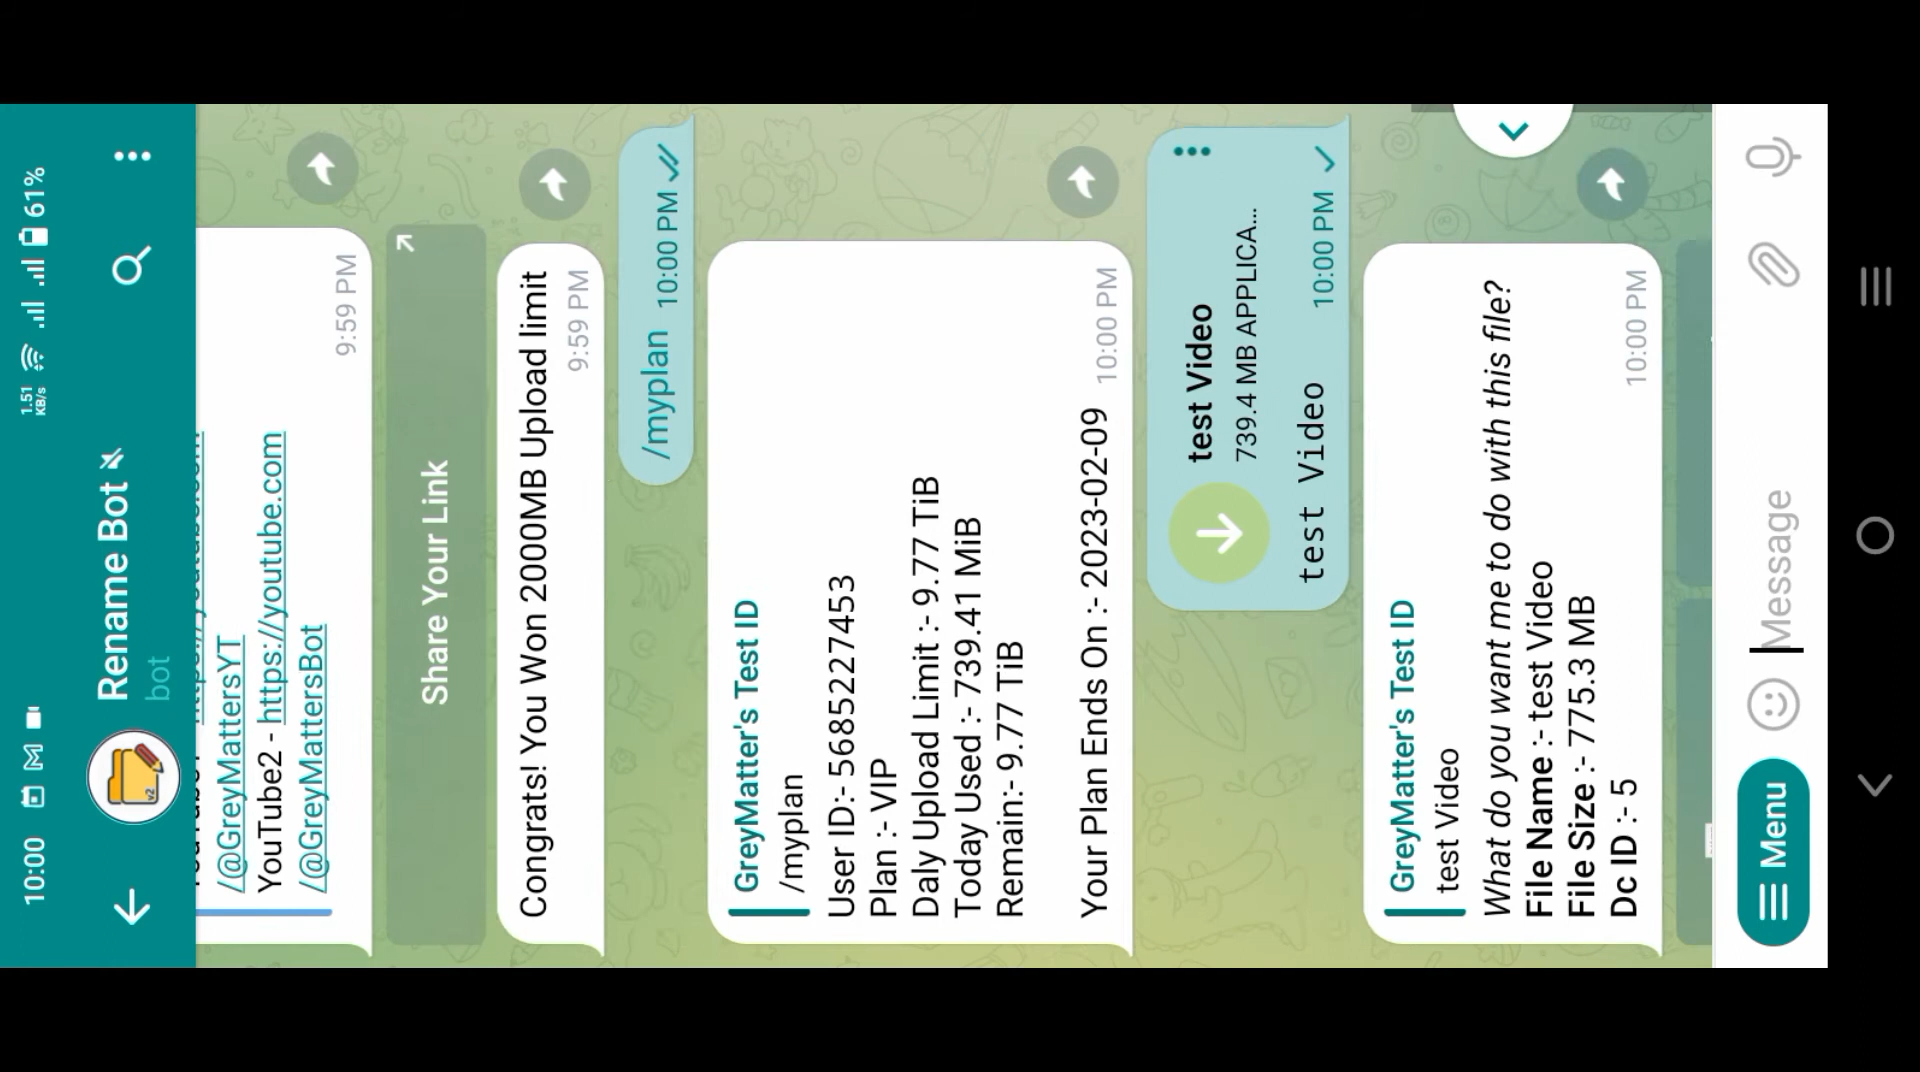 10:00
1.51
KB/s
61%
Rename Bot
bot
/@GreyMattersYT
YouTube2 - https://youtube.com
/@GreyMattersBot
9:59 PM
Share Your Link
Congrats! You Won 2000MB Upload limit
9:59 PM
/myplan 10:00 PM
GreyMatter's Test ID
/myplan
User ID:- 5685227453
Plan :- VIP
Daly Upload Limit :- 9.77 TiB
Today Used :- 739.41 MiB
Remain:- 9.77 TiB
Your Plan Ends On :- 2023-02-09
10:00 PM
test Video
739.4 MB APPLICA...
test Video
10:00 PM
GreyMatter's Test ID
test Video
What do you want me to do with this file?
File Name :- test Video
File Size :- 775.3 MB
Dc ID :- 5
10:00 PM
Menu
Message